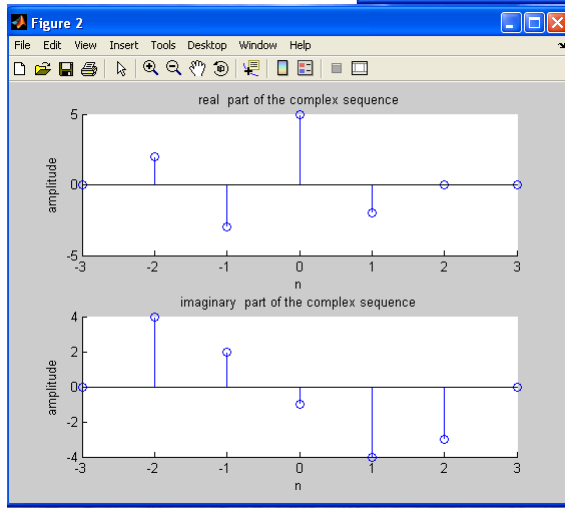 Figure 2
File Edit View Insert Tools Desktop Window Help
real part of the complex sequence
5
0
-5
amplitude
-3 -2 -1 0 1 2 3
n
imaginary part of the complex sequence
4
2
0
-2
-4
amplitude
-3 -2 -1 0 1 2 3
n